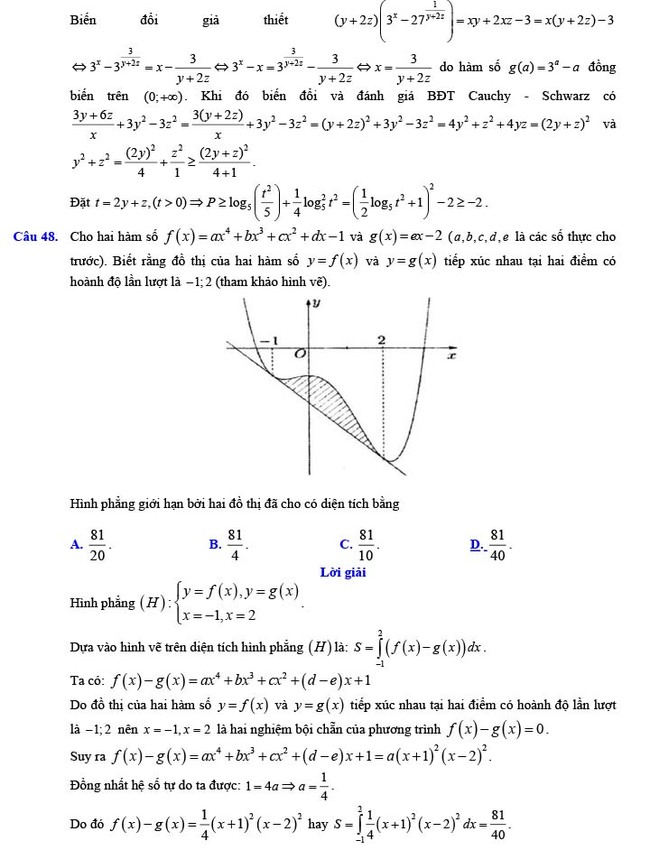 Biến đổi giả thiết (y+2z)(3^x − 27^(1/(y+2z))) = xy+2xz−3 = x(y+2z)−3
⇔ 3^x − 3^(3/(y+2z)) = x − 3/(y+2z) ⇔ 3^x − x = 3^(3/(y+2z)) − 3/(y+2z) ⇔ x = 3/(y+2z) do hàm số g(a) = 3^a − a đồng
biến trên (0;+∞). Khi đó biến đổi và đánh giá BĐT Cauchy - Schwarz có
(3y+6z)/x + 3y² − 3z² = 3(y+2z)/x + 3y² − 3z² = (y+2z)² + 3y² − 3z² = 4y² + z² + 4yz = (2y+z)² và
y² + z² = (2y)²/4 + z²/1 ≥ (2y+z)²/(4+1).
Đặt t = 2y+z, (t > 0) ⇒ P ≥ log₅(t²/5) + 1/4 log₅² t² = (1/2 log₅ t² + 1)² − 2 ≥ −2.
Câu 48. Cho hai hàm số f(x) = ax⁴ + bx³ + cx² + dx − 1 và g(x) = ex − 2 (a,b,c,d,e là các số thực cho
trước). Biết rằng đồ thị của hai hàm số y = f(x) và y = g(x) tiếp xúc nhau tại hai điểm có
hoành độ lần lượt là −1; 2 (tham khảo hình vẽ).
y
−1
2
O
x
Hình phẳng giới hạn bởi hai đồ thị đã cho có diện tích bằng
A. 81/20. B. 81/4. C. 81/10. D. 81/40.
Lời giải
Hình phẳng (H): { y = f(x), y = g(x)
x = −1, x = 2 .
Dựa vào hình vẽ trên diện tích hình phẳng (H) là: S = ∫₋₁² (f(x) − g(x))dx.
Ta có: f(x) − g(x) = ax⁴ + bx³ + cx² + (d − e)x + 1
Do đồ thị của hai hàm số y = f(x) và y = g(x) tiếp xúc nhau tại hai điểm có hoành độ lần lượt
là −1; 2 nên x = −1, x = 2 là hai nghiệm bội chẵn của phương trình f(x) − g(x) = 0.
Suy ra f(x) − g(x) = ax⁴ + bx³ + cx² + (d − e)x + 1 = a(x+1)²(x−2)².
Đồng nhất hệ số tự do ta được: 1 = 4a ⇒ a = 1/4.
Do đó f(x) − g(x) = 1/4 (x+1)²(x−2)² hay S = ∫₋₁² 1/4 (x+1)²(x−2)² dx = 81/40.